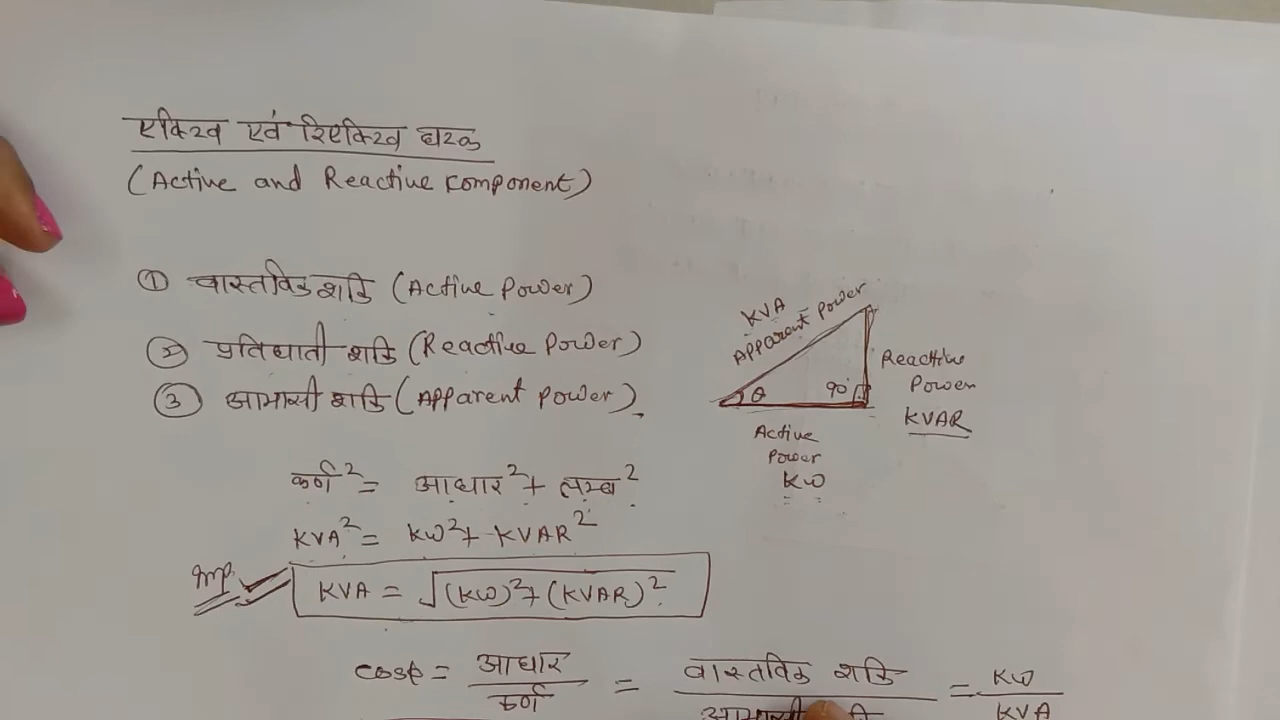 एक्टिव एवं रिएक्टिव घटक
(Active and Reactive Component)
① वास्तविक शक्ति (Active Power)
② प्रतिघाती शक्ति (Reactive Power)
③ आभासी शक्ति (Apparent Power)
KVA
Apparent Power
θ 90°
Reactive
Power
KVAR
Active
Power
KW
कर्ण² = आधार² + लम्ब²
KVA² = KW² + KVAR²
Imp. KVA = √(KW)² + (KVAR)²
cosφ = आधार / कर्ण = वास्तविक शक्ति / आभासी = KW / KVA